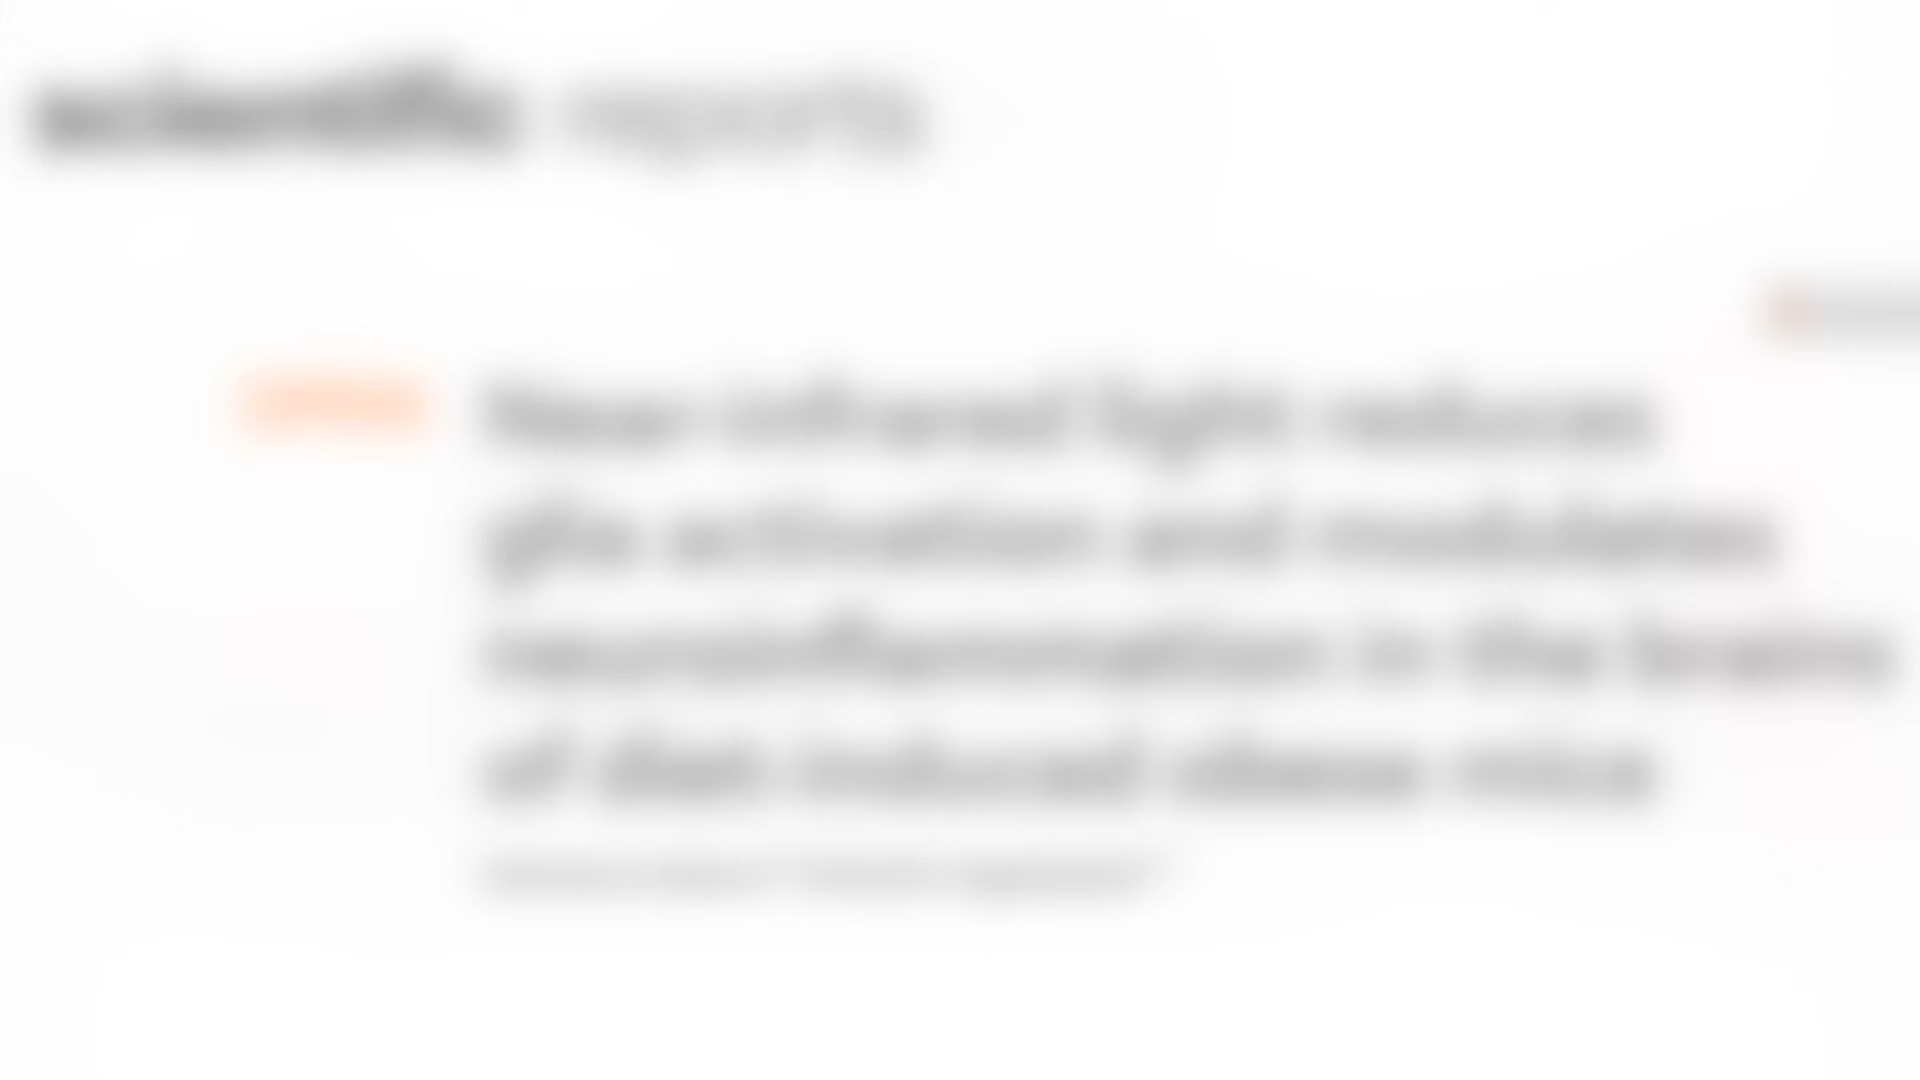 scientific reports
Near-infrared light reduces
glia activation and modulates
neuroinflammation in the brains
of diet-induced obese mice